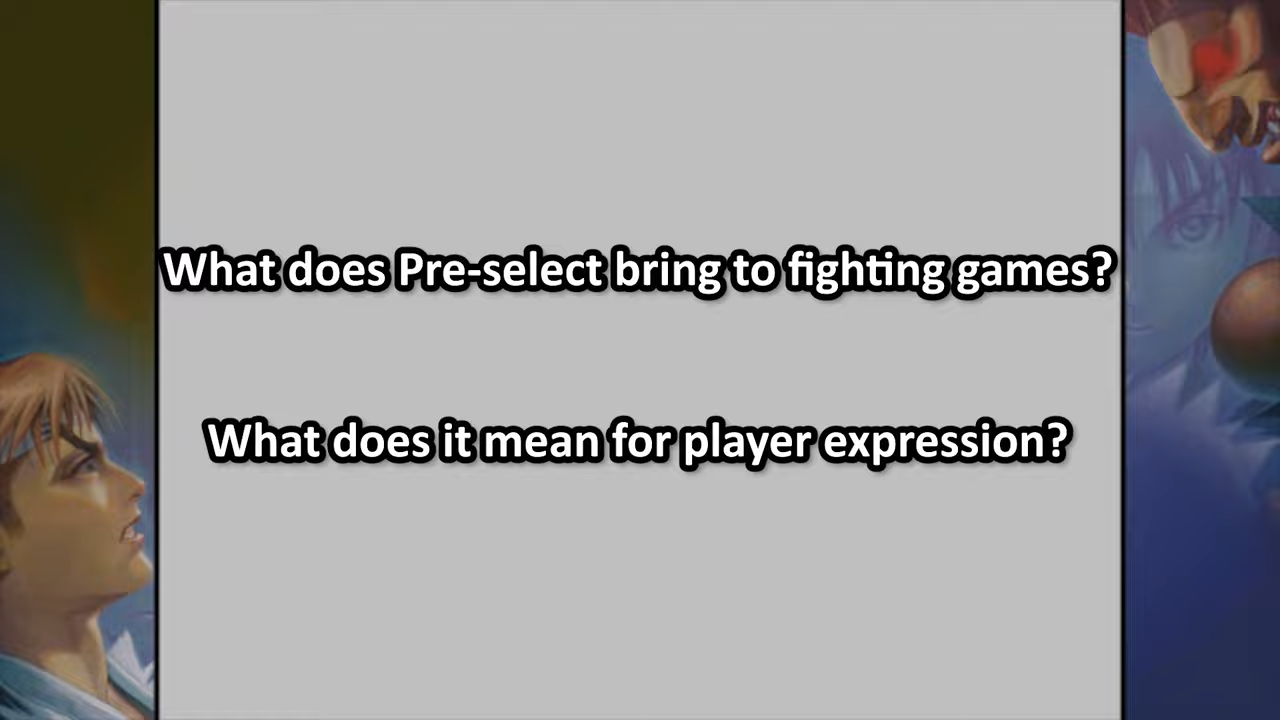 What does Pre-select bring to fighting games?
What does it mean for player expression?